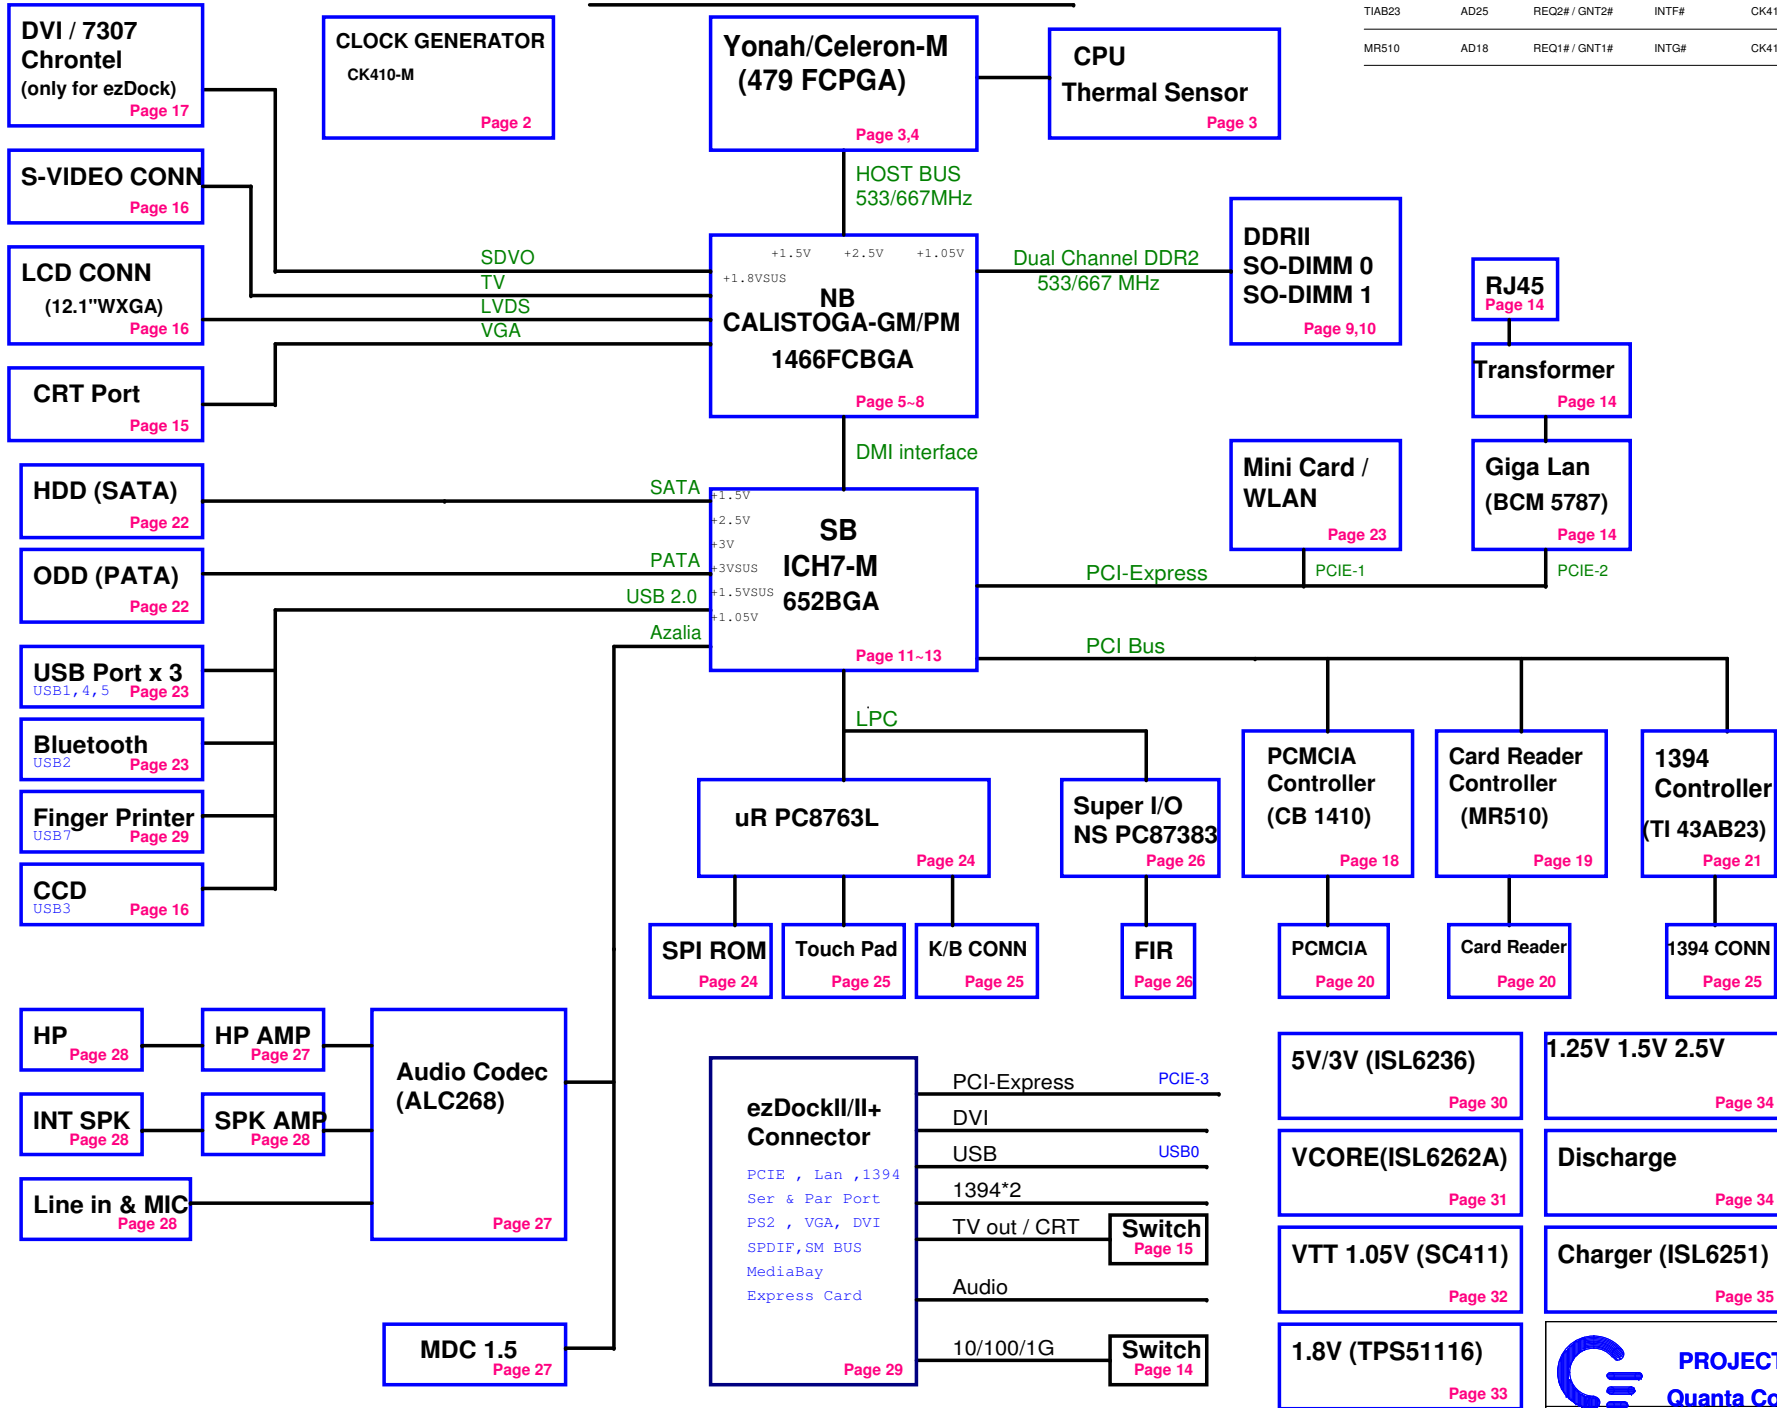 TIAB23 AD25 REQ2# / GNT2# INTF# CK41
MR510 AD18 REQ1# / GNT1# INTG# CK41
DVI / 7307
Chrontel
(only for ezDock)
Page 17
CLOCK GENERATOR
CK410-M
Page 2
Yonah/Celeron-M
(479 FCPGA)
Page 3,4
CPU
Thermal Sensor
Page 3
S-VIDEO CONN
Page 16
HOST BUS
533/667MHz
LCD CONN
(12.1"WXGA)
Page 16
CRT Port
Page 15
SDVO
TV
LVDS
VGA
+1.5V +2.5V +1.05V
+1.8VSUS
NB
CALISTOGA-GM/PM
1466FCBGA
Page 5~8
Dual Channel DDR2
533/667 MHz
DDRII
SO-DIMM 0
SO-DIMM 1
Page 9,10
RJ45
Page 14
Transformer
Page 14
Giga Lan
(BCM 5787)
Page 14
Mini Card /
WLAN
Page 23
DMI interface
HDD (SATA)
Page 22
ODD (PATA)
Page 22
SATA
PATA
USB 2.0
Azalia
+1.5V
+2.5V
+3V
+3VSUS
+1.5VSUS
+1.05V
SB
ICH7-M
652BGA
Page 11~13
PCI-Express
PCIE-1
PCIE-2
PCI Bus
USB Port x 3
USB1,4,5 Page 23
Bluetooth
USB2 Page 23
Finger Printer
USB7 Page 29
CCD
USB3 Page 16
LPC
uR PC8763L
Page 24
Super I/O
NS PC87383
Page 26
PCMCIA
Controller
(CB 1410)
Page 18
Card Reader
Controller
(MR510)
Page 19
1394
Controller
(TI 43AB23)
Page 21
SPI ROM
Page 24
Touch Pad
Page 25
K/B CONN
Page 25
FIR
Page 26
PCMCIA
Page 20
Card Reader
Page 20
1394 CONN
Page 25
HP
Page 28
HP AMP
Page 27
INT SPK
Page 28
SPK AMP
Page 28
Line in & MIC
Page 28
Audio Codec
(ALC268)
Page 27
MDC 1.5
Page 27
ezDockII/II+
Connector
PCIE , Lan ,1394
Ser & Par Port
PS2 , VGA, DVI
SPDIF,SM BUS
MediaBay
Express Card
Page 29
PCI-Express PCIE-3
DVI
USB USB0
1394*2
TV out / CRT
Switch
Page 15
Audio
10/100/1G
Switch
Page 14
5V/3V (ISL6236)
Page 30
1.25V 1.5V 2.5V
Page 34
VCORE(ISL6262A)
Page 31
Discharge
Page 34
VTT 1.05V (SC411)
Page 32
Charger (ISL6251)
Page 35
1.8V (TPS51116)
Page 33
PROJECT
Quanta Co